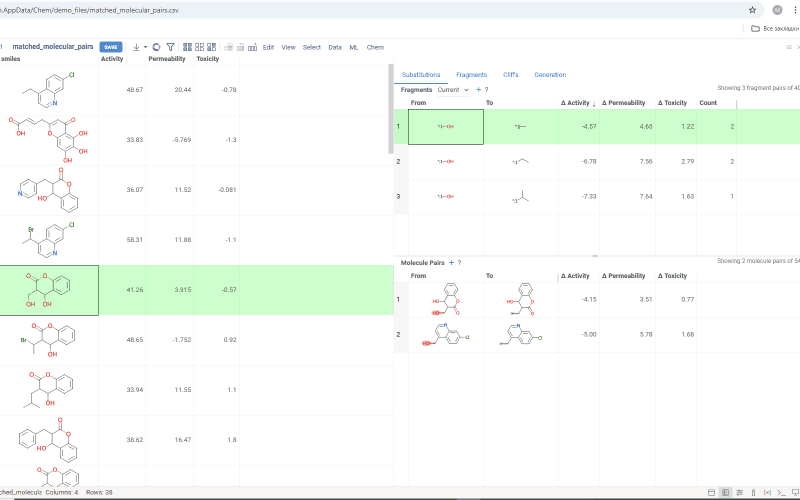 n.AppData/Chem/demo_files/matched_molecular_pairs.csv
M
Все закладки
matched_molecular_pairs SAVE Edit View Select Data ML Chem
smiles Activity Permeability Toxicity
48.67 20.44 -0.78
33.83 -5.769 -1.3
36.07 11.52 -0.081
58.31 11.88 -1.1
41.26 3.915 -0.57
48.65 -1.752 0.92
33.94 11.55 1.1
38.62 16.47 1.8
Substitutions Fragments Cliffs Generation
Fragments Current + ? Showing 3 fragment pairs of 40
From To Δ Activity ↓ Δ Permeability Δ Toxicity Count
1 -4.57 4.65 1.22 2
2 -6.78 7.56 2.79 2
3 -7.33 7.64 1.63 1
Molecule Pairs + ? Showing 2 molecule pairs of 54
From To Δ Activity Δ Permeability Δ Toxicity
1 -4.15 3.51 0.77
2 -5.00 5.78 1.68
ched_molecula Columns: 4 Rows: 38